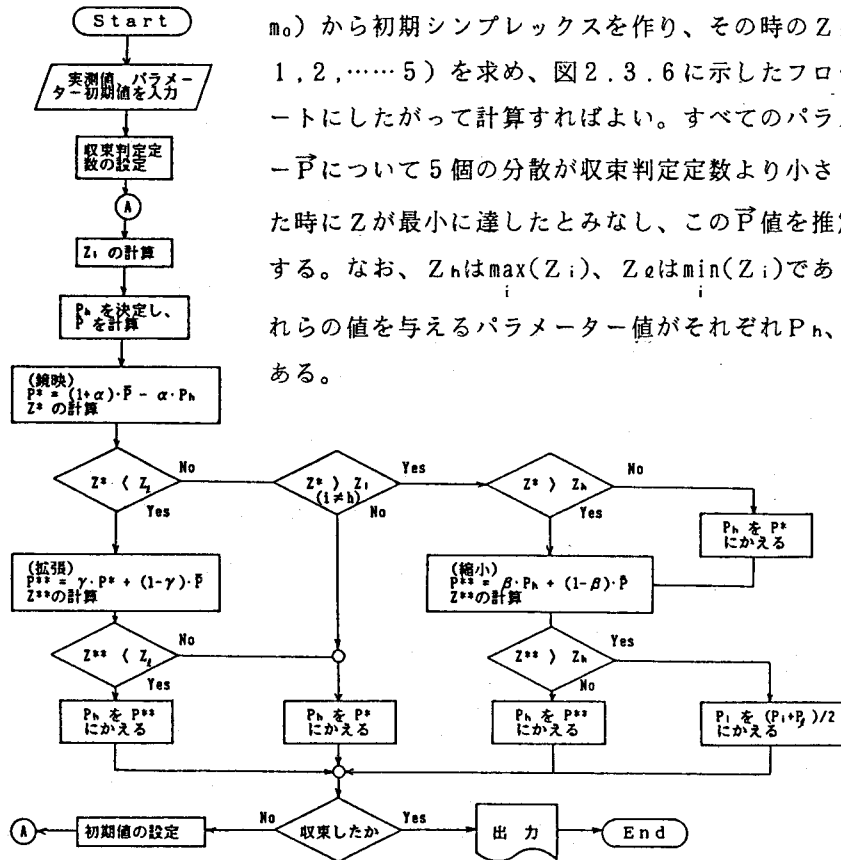 Start
実測値、パラメー
ター初期値を入力
収束判定定
数の設定
A
Zi の計算
Ph を決定し、
P̄ を計算
(鏡映)
P* = (1+α)·P̄ - α·Ph
Z* の計算
Z* < Zℓ
No
Yes
Z* > Zi
(i≠h)
Yes
No
Z* > Zh
No
Yes
Ph を P*
にかえる
(拡張)
P** = γ·P* + (1-γ)·P̄
Z**の計算
(縮小)
P** = β·Ph + (1-β)·P̄
Z**の計算
Z** < Zℓ
No
Yes
Z** > Zh
Yes
No
Ph を P**
にかえる
Ph を P*
にかえる
Ph を P**
にかえる
Pi を (Pi+Pℓ)/2
にかえる
収束したか
No
Yes
初期値の設定
A
出 力
End
m₀)から初期シンプレックスを作り、その時のZ
1,2,……5)を求め、図2.3.6に示したフロ
ートにしたがって計算すればよい。すべてのパラ
ーP⃗について5個の分散が収束判定定数より小さ
た時にZが最小に達したとみなし、このP⃗値を推
する。なお、Zhはmax(Zi)、Zℓはmin(Zi)であ
i i
れらの値を与えるパラメーター値がそれぞれPh、
ある。